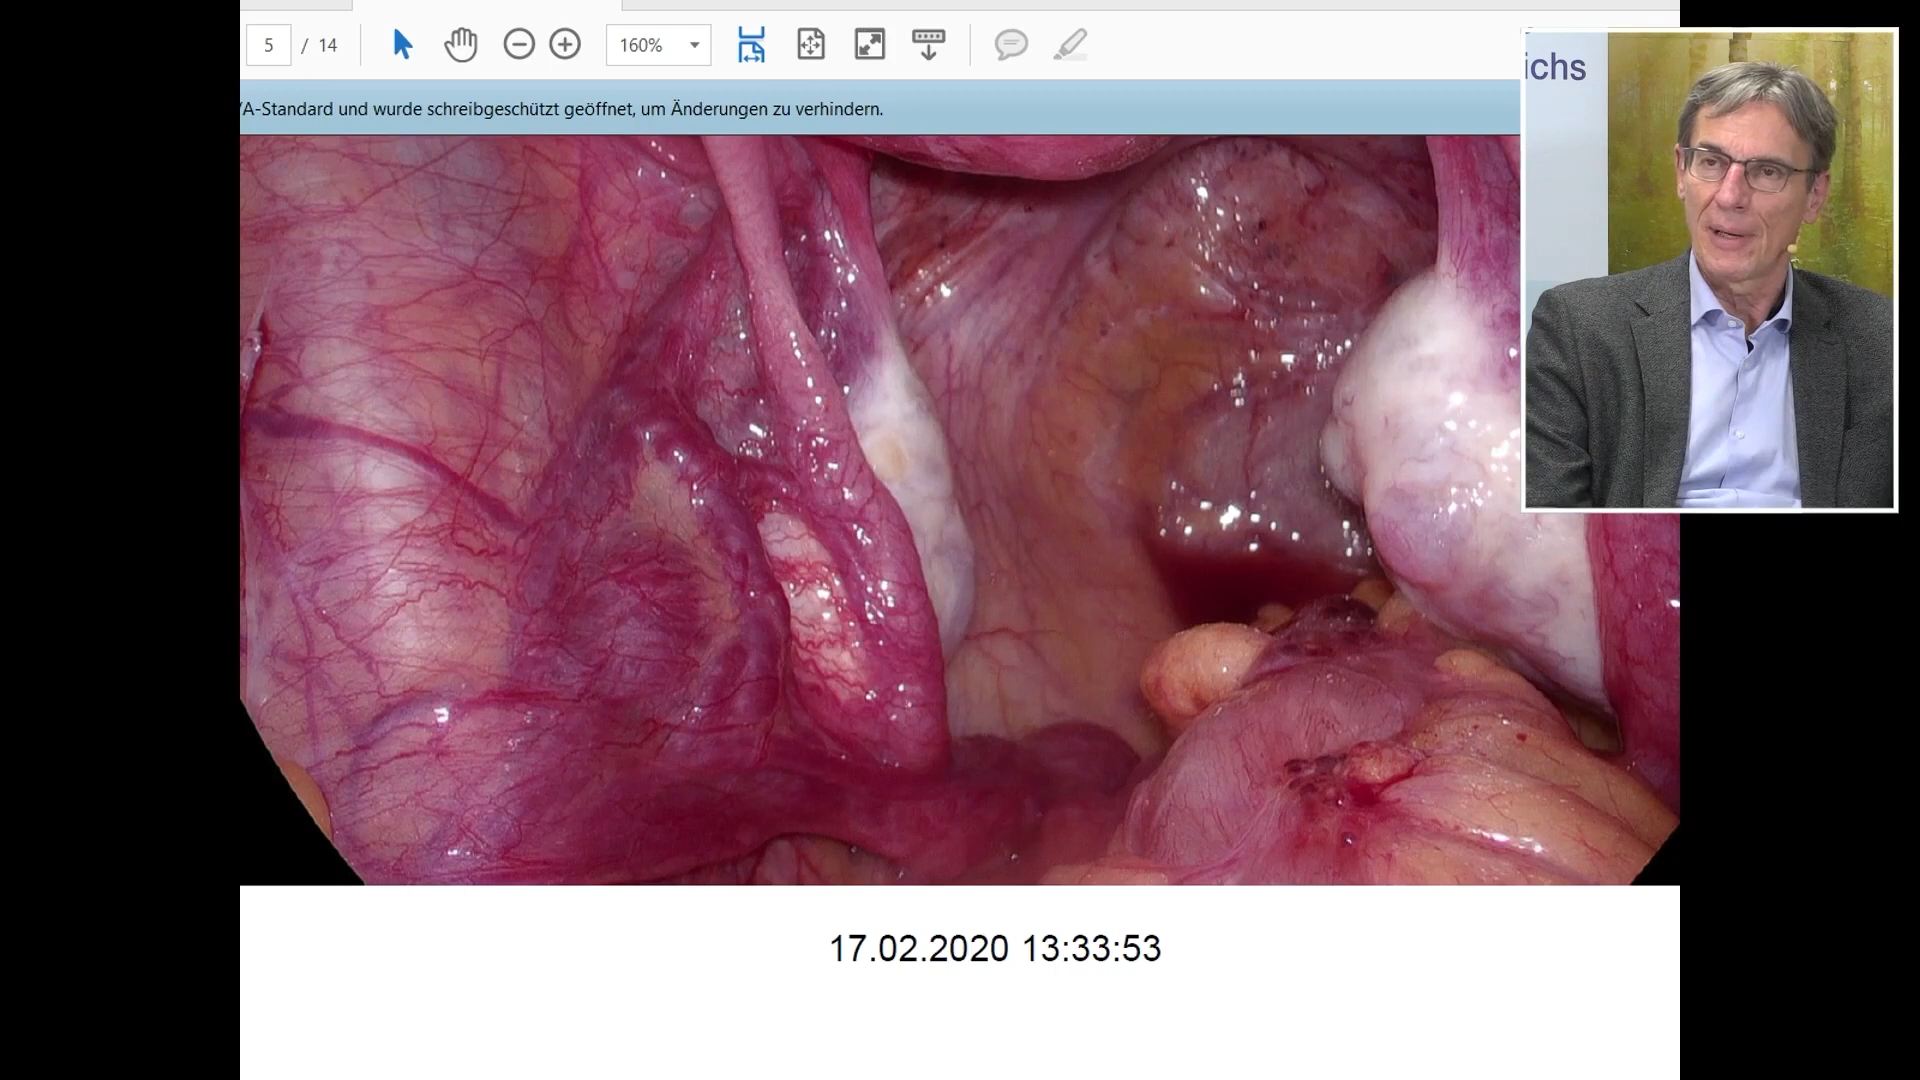 5 / 14 160%
ichs
/A-Standard und wurde schreibgeschützt geöffnet, um Änderungen zu verhindern.
17.02.2020 13:33:53